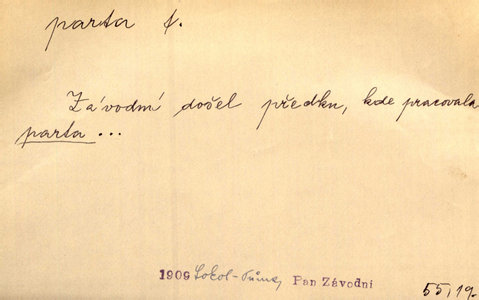 parta f.
Závodní došel předku, kde pracovala
parta ...
1909 Sokol-Tůma, Pan Závodní
55, 19.